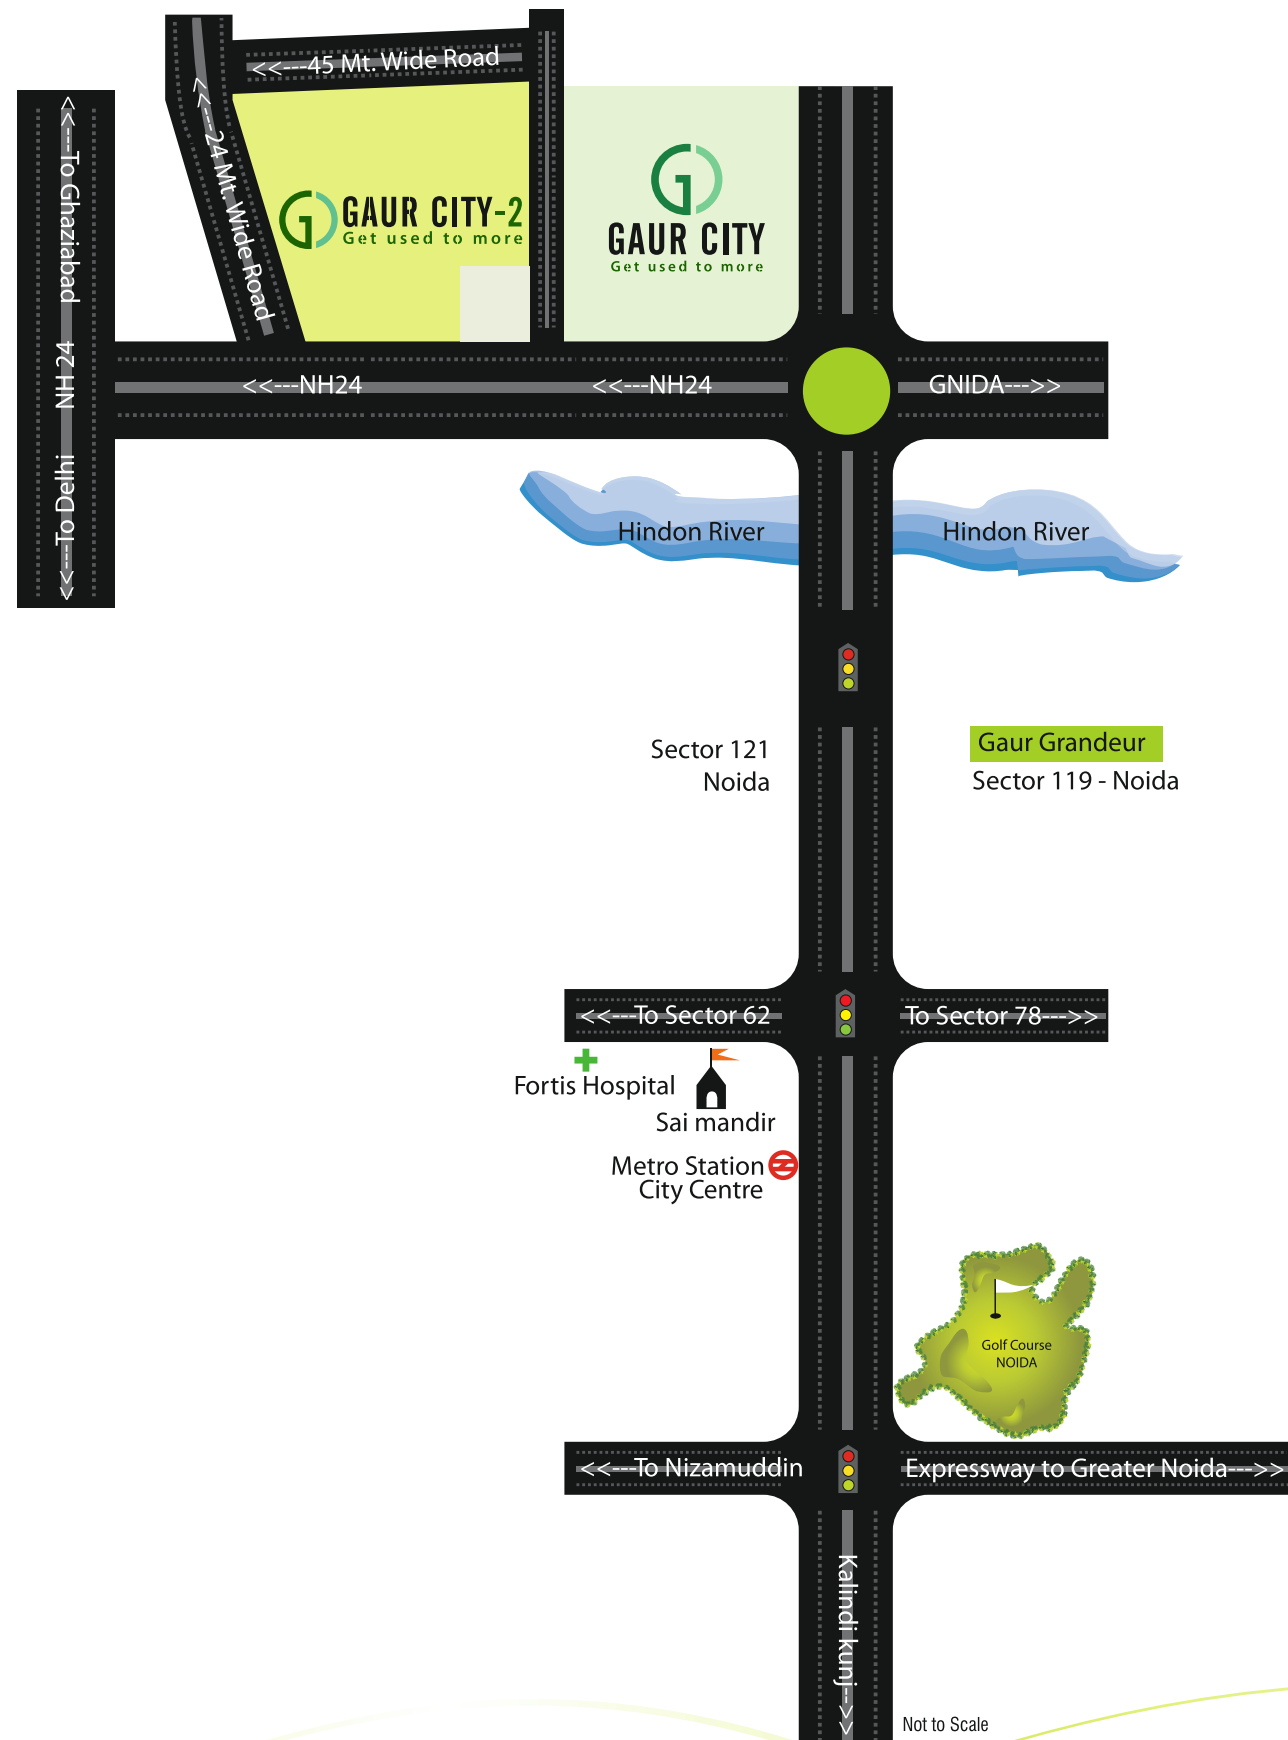 <<---45 Mt. Wide Road
<<---24 Mt. Wide Road
<<---To Ghaziabad
NH 24
<<---To Delhi
GAUR CITY-2
Get used to more
GAUR CITY
Get used to more
<<---NH24
<<---NH24
GNIDA--->>
Hindon River
Hindon River
Sector 121
Noida
Gaur Grandeur
Sector 119 - Noida
<<---To Sector 62
To Sector 78--->>
Fortis Hospital
Sai mandir
Metro Station
City Centre
Golf Course
NOIDA
<<---To Nizamuddin
Expressway to Greater Noida--->>
Kalindi kunj-->>
Not to Scale